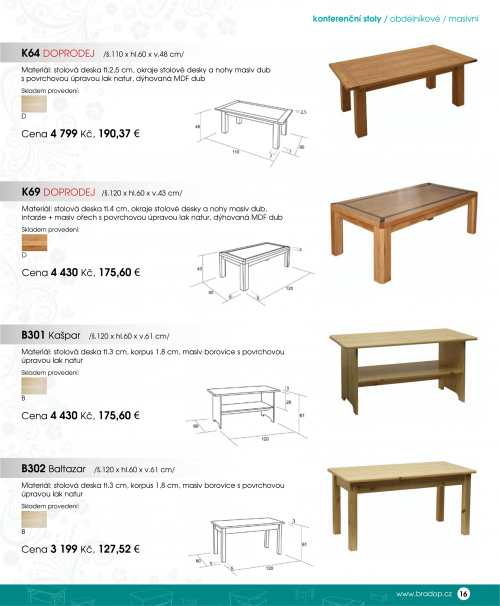 konferenční stoly / obdélníkové / masivní
K64 DOPRODEJ /š.110 x hl.60 x v.48 cm/
Materiál: stolová deska tl.2,5 cm, okraje stolové desky a nohy masiv dub
s povrchovou úpravou lak natur, dýhovaná MDF dub
Skladem provedení:
D
Cena 4 799 Kč, 190,37 €
48
2,5
110
7
7
60
K69 DOPRODEJ /š.120 x hl.60 x v.43 cm/
Materiál: stolová deska tl.4 cm, okraje stolové desky a nohy masiv dub,
Intarzie + masiv ořech s povrchovou úpravou lak natur, dýhovaná MDF dub
Skladem provedení:
D
Cena 4 430 Kč, 175,60 €
4
43
60
120
B301 Kašpar /š.120 x hl.60 x v.61 cm/
Materiál: stolová deska tl.3 cm, korpus 1,8 cm, masiv borovice s povrchovou
úpravou lak natur
Skladem provedení:
B
Cena 4 430 Kč, 175,60 €
3
28
61
60
120
B302 Baltazar /š.120 x hl.60 x v.61 cm/
Materiál: stolová deska tl.3 cm, korpus 1,8 cm, masiv borovice s povrchovou
úpravou lak natur
Skladem provedení:
B
Cena 3 199 Kč, 127,52 €
3
61
60
5
5
120
www.bradop.cz 16